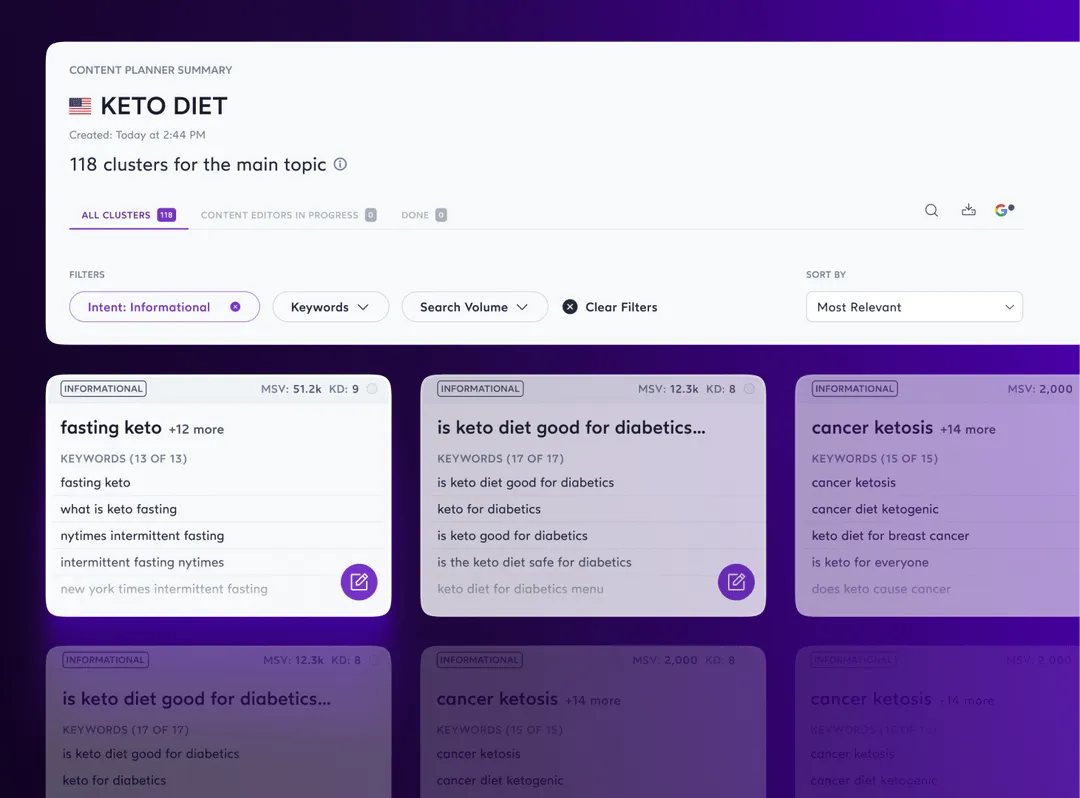 CONTENT PLANNER SUMMARY
KETO DIET
Created: Today at 2:44 PM
118 clusters for the main topic
ALL CLUSTERS 118 CONTENT EDITORS IN PROGRESS 0 DONE 0
FILTERS
SORT BY
Intent: Informational Keywords Search Volume Clear Filters
Most Relevant
INFORMATIONAL MSV: 51.2k KD: 9
fasting keto +12 more
KEYWORDS (13 OF 13)
fasting keto
what is keto fasting
nytimes intermittent fasting
intermittent fasting nytimes
new york times intermittent fasting
INFORMATIONAL MSV: 12.3k KD: 8
is keto diet good for diabetics...
KEYWORDS (17 OF 17)
is keto diet good for diabetics
keto for diabetics
is keto good for diabetics
is the keto diet safe for diabetics
keto diet for diabetics menu
INFORMATIONAL MSV: 2,000
cancer ketosis +14 more
KEYWORDS (15 OF 15)
cancer ketosis
cancer diet ketogenic
keto diet for breast cancer
is keto for everyone
does keto cause cancer
INFORMATIONAL MSV: 12.3k KD: 8
is keto diet good for diabetics...
KEYWORDS (17 OF 17)
is keto diet good for diabetics
keto for diabetics
INFORMATIONAL MSV: 2,000 KD: 8
cancer ketosis +14 more
KEYWORDS (15 OF 15)
cancer ketosis
cancer diet ketogenic
INFORMATIONAL MSV: 2,000
cancer ketosis +14 more
KEYWORDS (15 OF 15)
cancer ketosis
cancer diet ketogenic